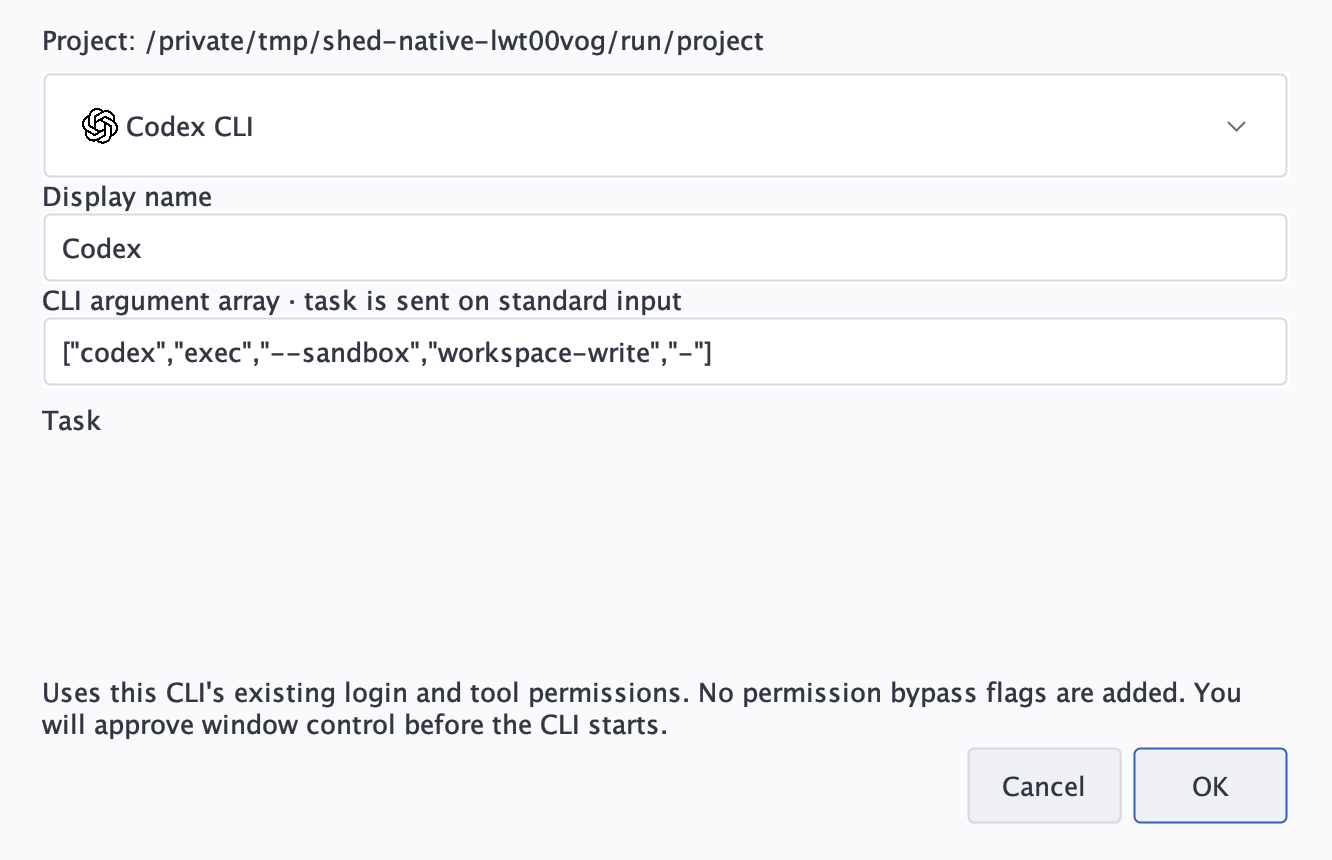 Project: /private/tmp/shed-native-lwt00vog/run/project
Codex CLI
Display name
Codex
CLI argument array · task is sent on standard input
["codex","exec","--sandbox","workspace-write","-"]
Task
Uses this CLI's existing login and tool permissions. No permission bypass flags are added. You
will approve window control before the CLI starts.
Cancel
OK